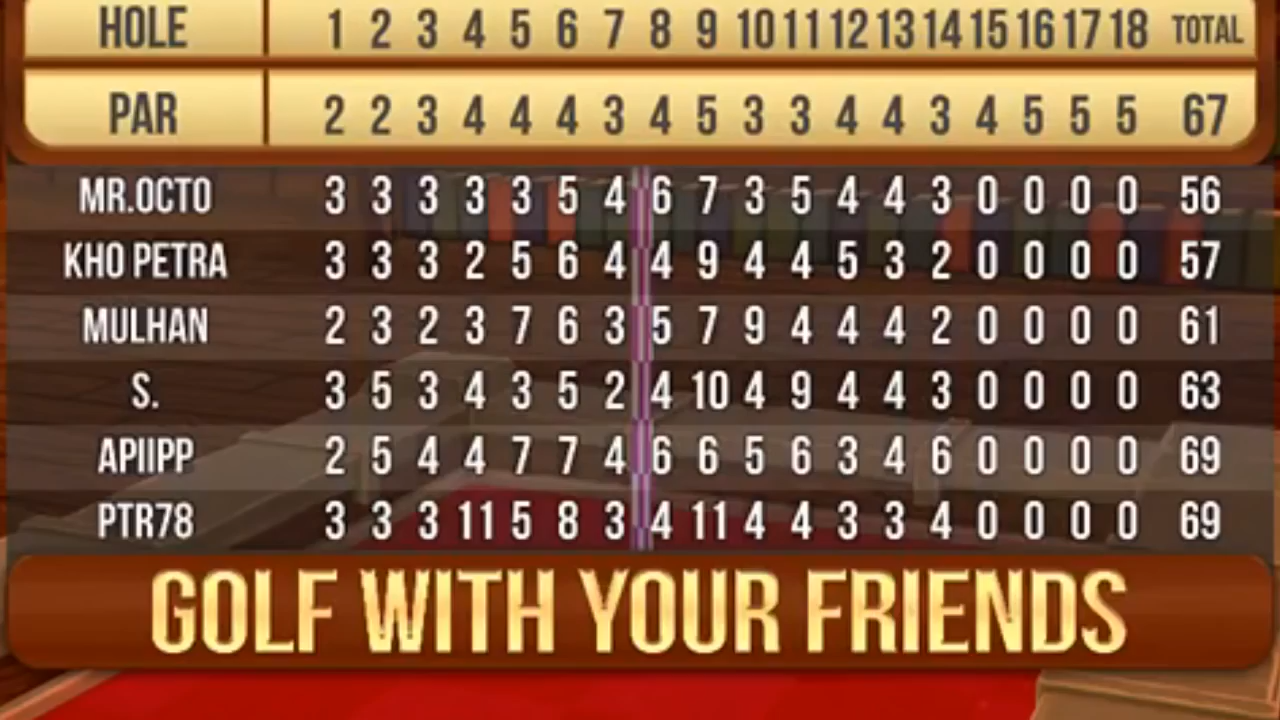 HOLE 1 2 3 4 5 6 7 8 9 10 11 12 13 14 15 16 17 18 TOTAL
PAR 2 2 3 4 4 4 3 4 5 3 3 4 4 3 4 5 5 5 67
MR.OCTO 3 3 3 3 3 5 4 6 7 3 5 4 4 3 0 0 0 0 56
KHO PETRA 3 3 3 2 5 6 4 4 9 4 4 5 3 2 0 0 0 0 57
MULHAN 2 3 2 3 7 6 3 5 7 9 4 4 4 2 0 0 0 0 61
S. 3 5 3 4 3 5 2 4 10 4 9 4 4 3 0 0 0 0 63
APIIPP 2 5 4 4 7 7 4 6 6 5 6 3 4 6 0 0 0 0 69
PTR78 3 3 3 11 5 8 3 4 11 4 4 3 3 4 0 0 0 0 69
GOLF WITH YOUR FRIENDS